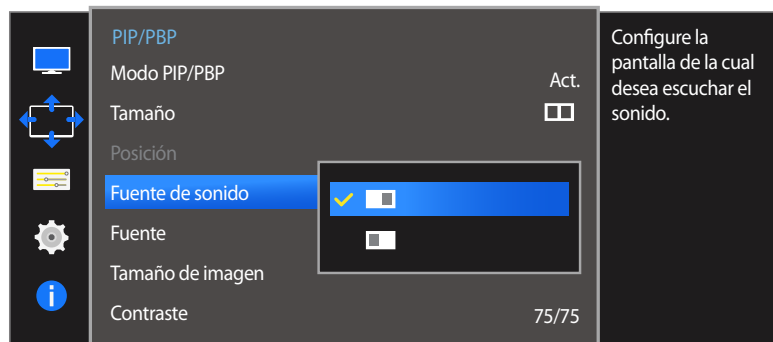 PIP/PBP
Modo PIP/PBP
Act.
Tamaño
Posición
Fuente de sonido
Fuente
Tamaño de imagen
Contraste
75/75
Configure la
pantalla de la cual
desea escuchar el
sonido.